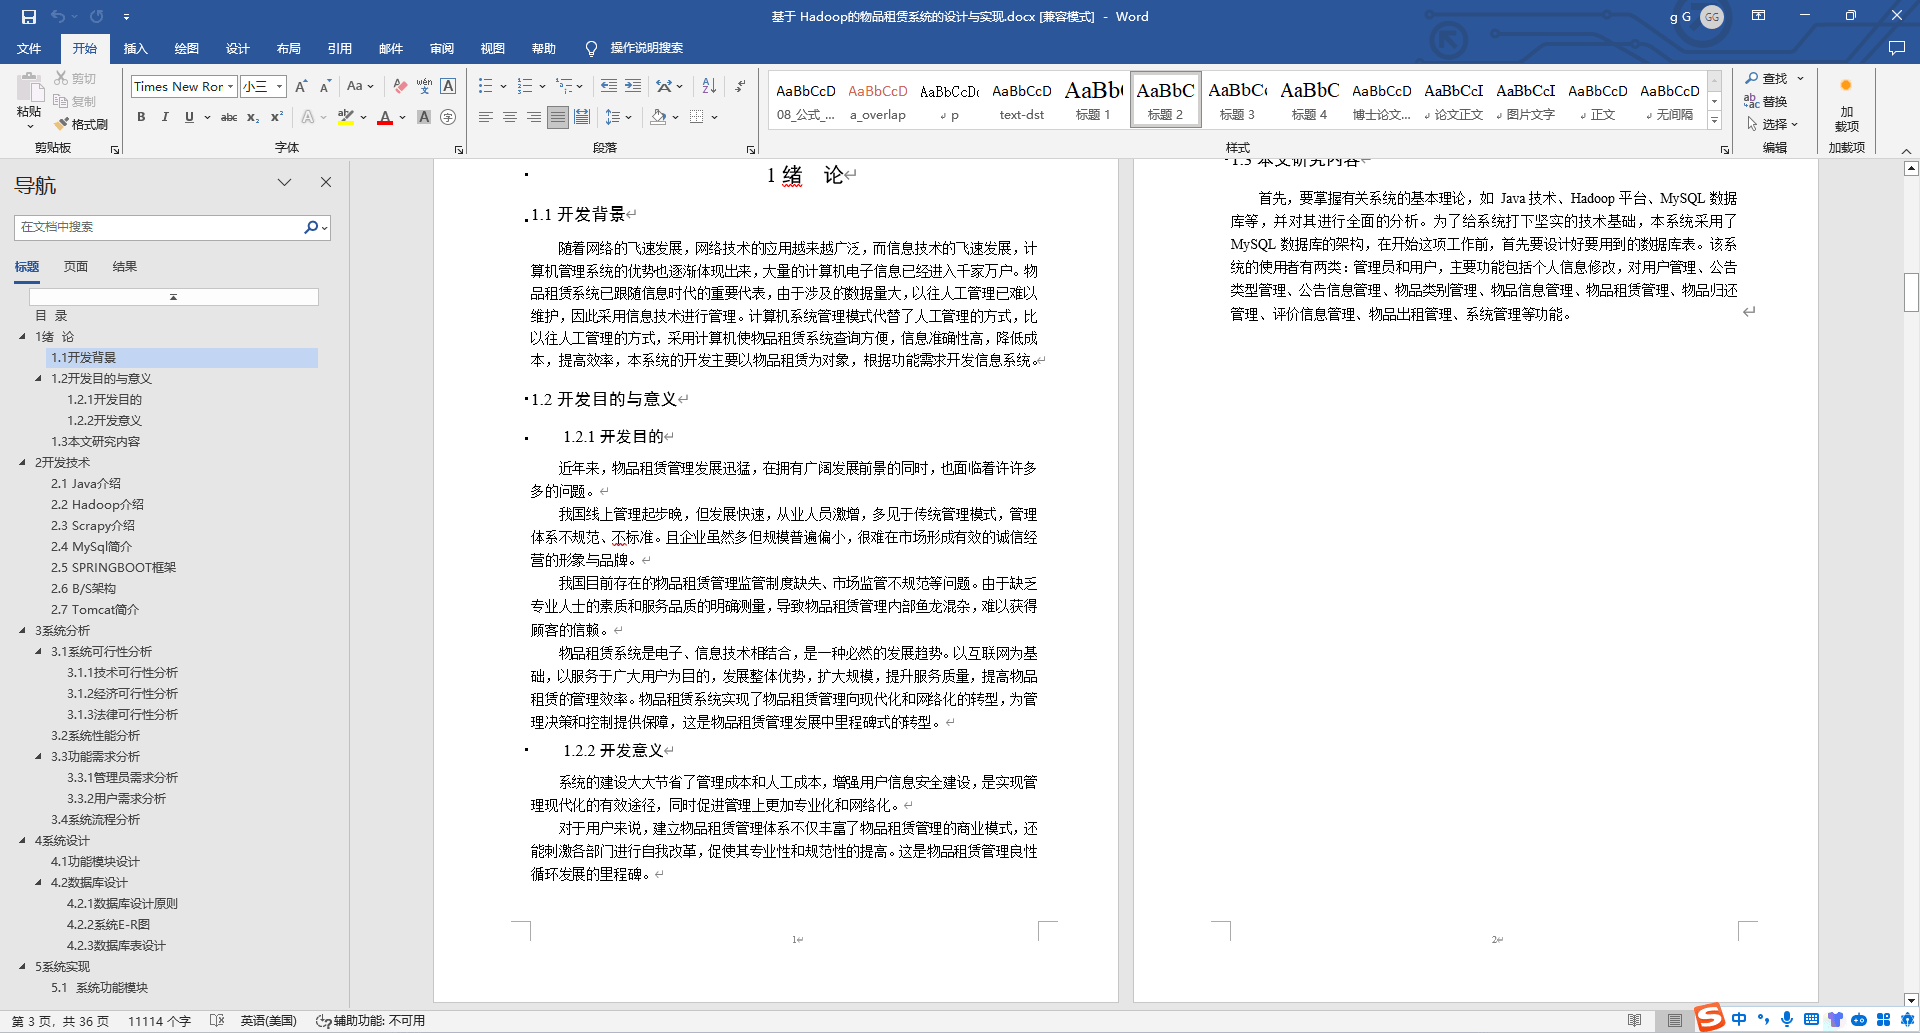 基于 Hadoop的物品租赁系统的设计与实现.docx [兼容模式] - Word
g G
GG
文件 开始 插入 绘图 设计 布局 引用 邮件 审阅 视图 帮助 操作说明搜索
粘贴
剪切
复制
格式刷
剪贴板
Times New Ror 小三
字体
段落
AaBbCcD AaBbCcD AaBbCcDc AaBbCcD AaBb( AaBbC AaBbC AaBbC AaBbCcD AaBbCcI AaBbCcI AaBbCcD AaBbCcD
08_公式_... a_overlap p text-dst 标题 1 标题 2 标题 3 标题 4 博士论文... 论文正文 图片文字 正文 无间隔
样式
查找
替换
选择
编辑
加
载项
加载项
导航
在文档中搜索
标题 页面 结果
目 录
1绪 论
1.1开发背景
1.2开发目的与意义
1.2.1开发目的
1.2.2开发意义
1.3本文研究内容
2开发技术
2.1 Java介绍
2.2 Hadoop介绍
2.3 Scrapy介绍
2.4 MySql简介
2.5 SPRINGBOOT框架
2.6 B/S架构
2.7 Tomcat简介
3系统分析
3.1系统可行性分析
3.1.1技术可行性分析
3.1.2经济可行性分析
3.1.3法律可行性分析
3.2系统性能分析
3.3功能需求分析
3.3.1管理员需求分析
3.3.2用户需求分析
3.4系统流程分析
4系统设计
4.1功能模块设计
4.2数据库设计
4.2.1数据库设计原则
4.2.2系统E-R图
4.2.3数据库表设计
5系统实现
5.1 系统功能模块
1 绪 论
1.1 开发背景
随着网络的飞速发展，网络技术的应用越来越广泛，而信息技术的飞速发展，计
算机管理系统的优势也逐渐体现出来，大量的计算机电子信息已经进入千家万户。物
品租赁系统已跟随信息时代的重要代表，由于涉及的数据量大，以往人工管理已难以
维护，因此采用信息技术进行管理。计算机系统管理模式代替了人工管理的方式，比
以往人工管理的方式，采用计算机使物品租赁系统查询方便，信息准确性高，降低成
本，提高效率，本系统的开发主要以物品租赁为对象，根据功能需求开发信息系统。
1.2 开发目的与意义
1.2.1 开发目的
近年来，物品租赁管理发展迅猛，在拥有广阔发展前景的同时，也面临着许许多
多的问题。
我国线上管理起步晚，但发展快速，从业人员激增，多见于传统管理模式，管理
体系不规范、不标准。且企业虽然多但规模普遍偏小，很难在市场形成有效的诚信经
营的形象与品牌。
我国目前存在的物品租赁管理监管制度缺失、市场监管不规范等问题。由于缺乏
专业人士的素质和服务品质的明确测量，导致物品租赁管理内部鱼龙混杂，难以获得
顾客的信赖。
物品租赁系统是电子、信息技术相结合，是一种必然的发展趋势。以互联网为基
础，以服务于广大用户为目的，发展整体优势，扩大规模，提升服务质量，提高物品
租赁的管理效率。物品租赁系统实现了物品租赁管理向现代化和网络化的转型，为管
理决策和控制提供保障，这是物品租赁管理发展中里程碑式的转型。
1.2.2 开发意义
系统的建设大大节省了管理成本和人工成本，增强用户信息安全建设，是实现管
理现代化的有效途径，同时促进管理上更加专业化和网络化。
对于用户来说，建立物品租赁管理体系不仅丰富了物品租赁管理的商业模式，还
能刺激各部门进行自我改革，促使其专业性和规范性的提高。这是物品租赁管理良性
循环发展的里程碑。
1
1.3 本文研究内容
首先，要掌握有关系统的基本理论，如 Java 技术、Hadoop 平台、MySQL 数据
库等，并对其进行全面的分析。为了给系统打下坚实的技术基础，本系统采用了
MySQL 数据库的架构，在开始这项工作前，首先要设计好要用到的数据库表。该系
统的使用者有两类：管理员和用户，主要功能包括个人信息修改，对用户管理、公告
类型管理、公告信息管理、物品类别管理、物品信息管理、物品租赁管理、物品归还
管理、评价信息管理、物品出租管理、系统管理等功能。
2
第 3 页，共 36 页 11114 个字 英语(美国) 辅助功能: 不可用
中